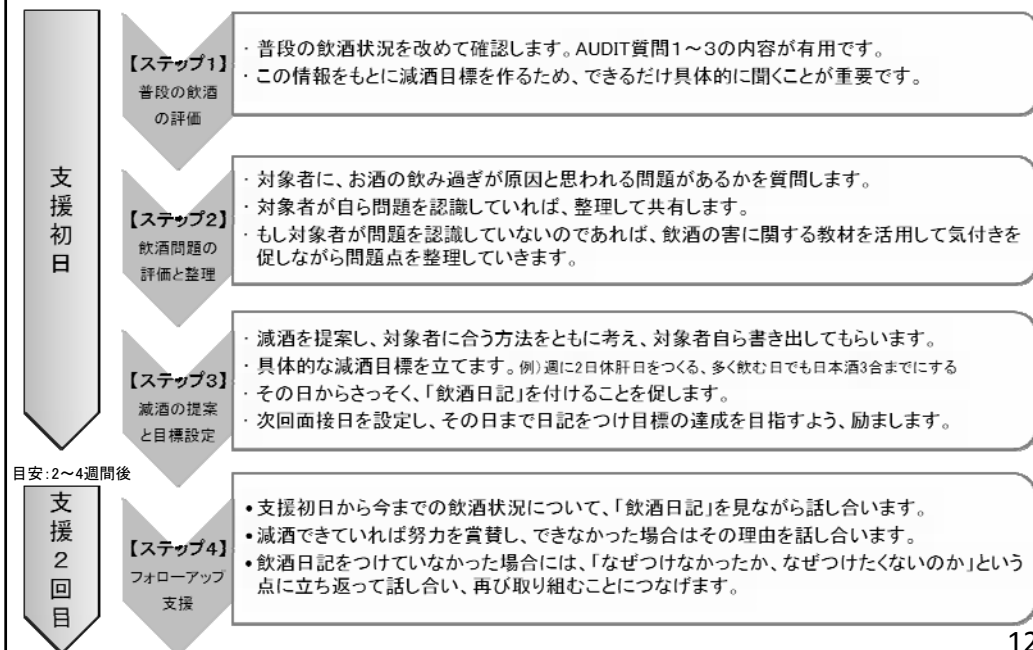 支援初日
【ステップ1】
普段の飲酒
の評価
・普段の飲酒状況を改めて確認します。AUDIT質問1～3の内容が有用です。
・この情報をもとに減酒目標を作るため、できるだけ具体的に聞くことが重要です。
【ステップ2】
飲酒問題の
評価と整理
・対象者に、お酒の飲み過ぎが原因と思われる問題があるかを質問します。
・対象者が自ら問題を認識していれば、整理して共有します。
・もし対象者が問題を認識していないのであれば、飲酒の害に関する教材を活用して気付きを
促しながら問題点を整理していきます。
【ステップ3】
減酒の提案
と目標設定
・減酒を提案し、対象者に合う方法をともに考え、対象者自ら書き出してもらいます。
・具体的な減酒目標を立てます。例）週に2日休肝日をつくる、多く飲む日でも日本酒3合までにする
・その日からさっそく、「飲酒日記」を付けることを促します。
・次回面接日を設定し、その日まで日記をつけ目標の達成を目指すよう、励まします。
目安：2～4週間後
支援2回目
【ステップ4】
フォローアップ
支援
•支援初日から今までの飲酒状況について、「飲酒日記」を見ながら話し合います。
•減酒できていれば努力を賞賛し、できなかった場合はその理由を話し合います。
•飲酒日記をつけていなかった場合には、「なぜつけなかったか、なぜつけたくないのか」という
点に立ち返って話し合い、再び取り組むことにつなげます。
12